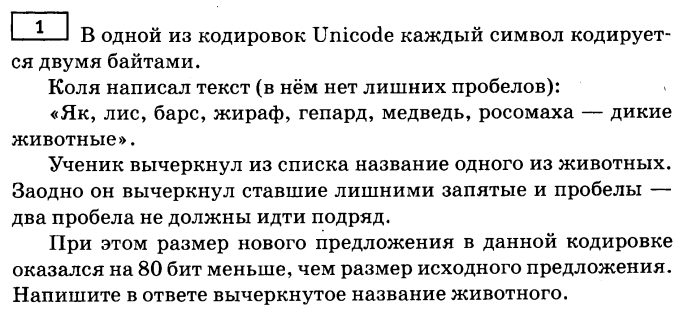 1 В одной из кодировок Unicode каждый символ кодирует-
ся двумя байтами.
Коля написал текст (в нём нет лишних пробелов):
«Як, лис, барс, жираф, гепард, медведь, росомаха — дикие
животные».
Ученик вычеркнул из списка название одного из животных.
Заодно он вычеркнул ставшие лишними запятые и пробелы —
два пробела не должны идти подряд.
При этом размер нового предложения в данной кодировке
оказался на 80 бит меньше, чем размер исходного предложения.
Напишите в ответе вычеркнутое название животного.